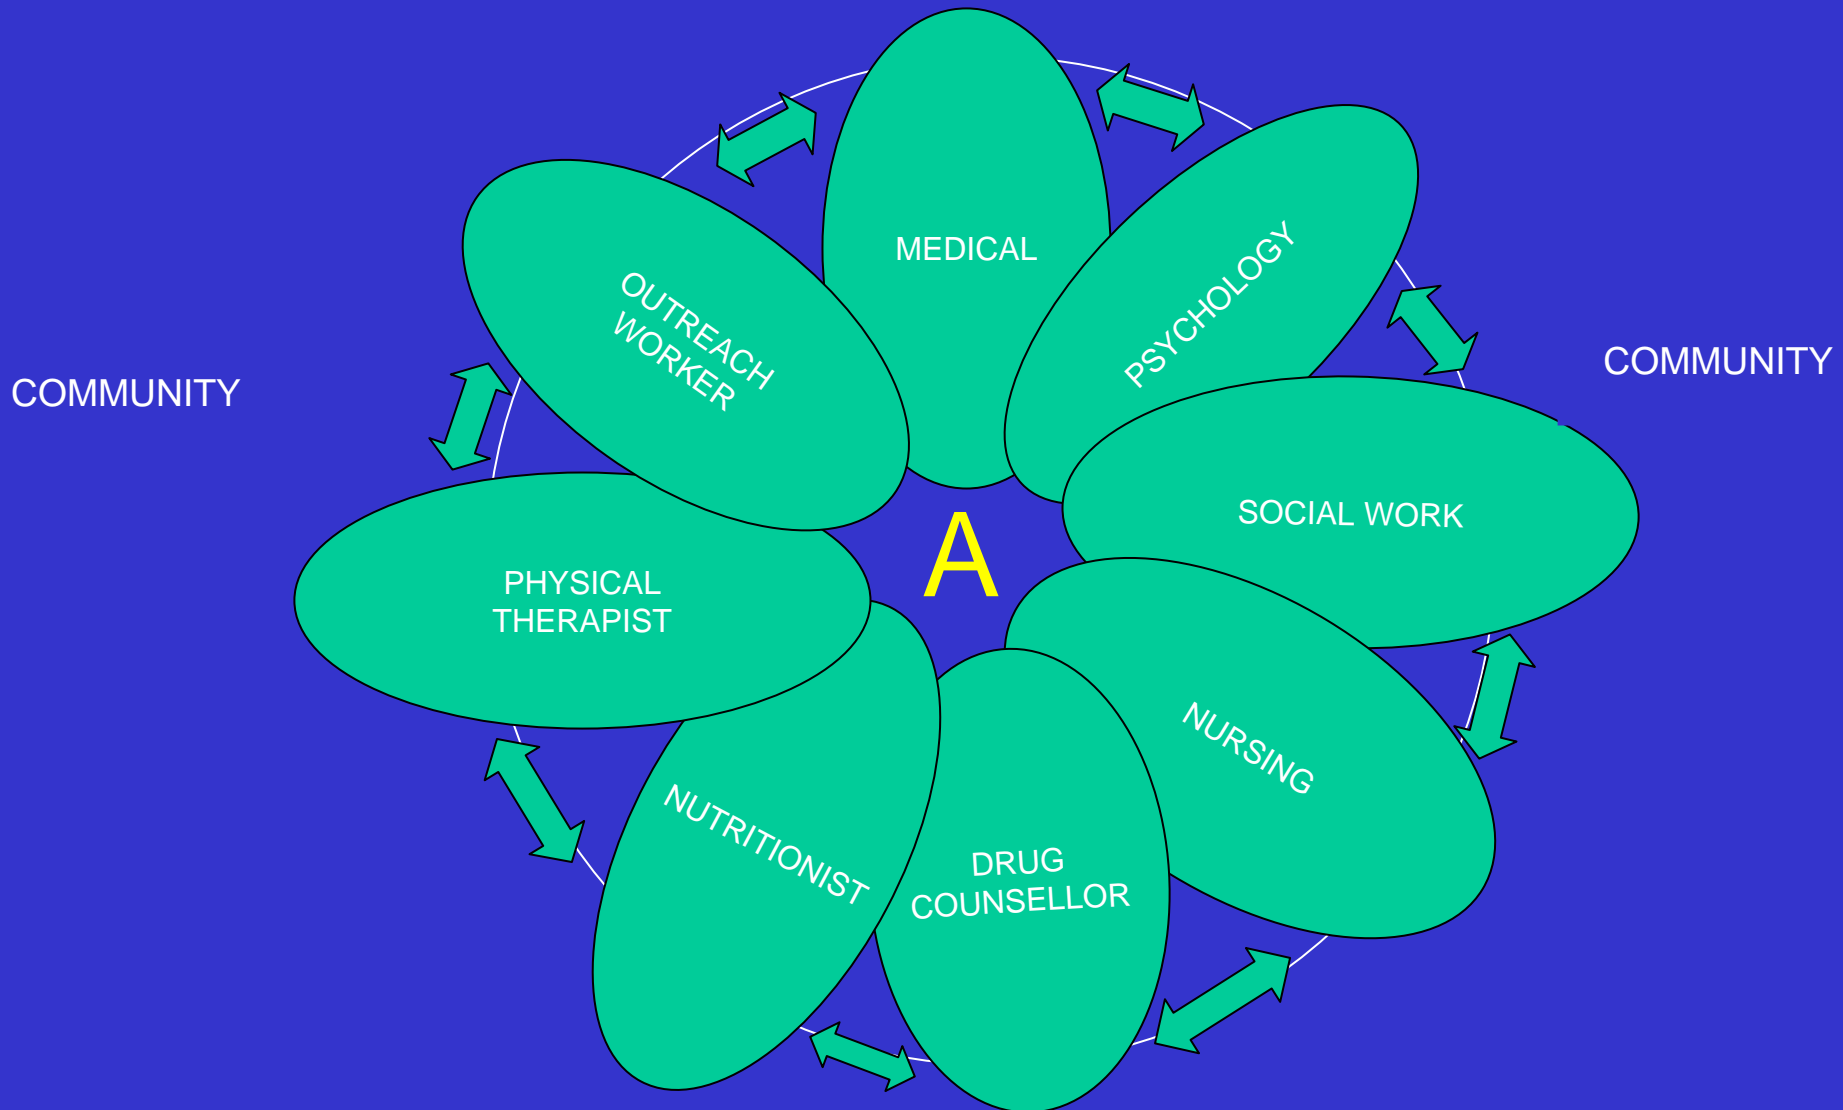 MEDICAL
PSYCHOLOGY
OUTREACH
WORKER
COMMUNITY
COMMUNITY
SOCIAL WORK
A
PHYSICAL
THERAPIST
NURSING
NUTRITIONIST
DRUG
COUNSELLOR